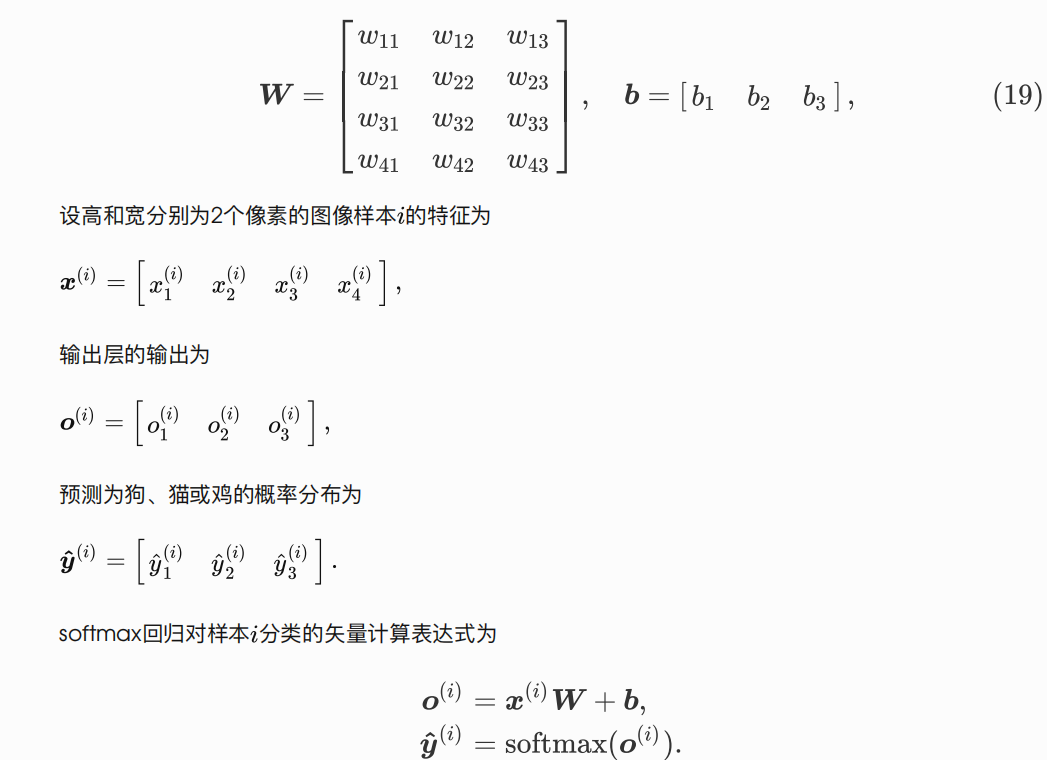 $$\boldsymbol{W} = \begin{bmatrix} w_{11} & w_{12} & w_{13} \\ w_{21} & w_{22} & w_{23} \\ w_{31} & w_{32} & w_{33} \\ w_{41} & w_{42} & w_{43} \end{bmatrix}, \quad \boldsymbol{b} = \begin{bmatrix} b_1 & b_2 & b_3 \end{bmatrix}, \quad (19)$$
设高和宽分别为2个像素的图像样本$i$的特征为
$$\boldsymbol{x}^{(i)} = \begin{bmatrix} x_1^{(i)} & x_2^{(i)} & x_3^{(i)} & x_4^{(i)} \end{bmatrix},$$
输出层的输出为
$$\boldsymbol{o}^{(i)} = \begin{bmatrix} o_1^{(i)} & o_2^{(i)} & o_3^{(i)} \end{bmatrix},$$
预测为狗、猫或鸡的概率分布为
$$\boldsymbol{\hat{y}}^{(i)} = \begin{bmatrix} \hat{y}_1^{(i)} & \hat{y}_2^{(i)} & \hat{y}_3^{(i)} \end{bmatrix}.$$
softmax回归对样本$i$分类的矢量计算表达式为
$$\boldsymbol{o}^{(i)} = \boldsymbol{x}^{(i)} \boldsymbol{W} + \boldsymbol{b},$$
$$\boldsymbol{\hat{y}}^{(i)} = \text{softmax}(\boldsymbol{o}^{(i)}).$$